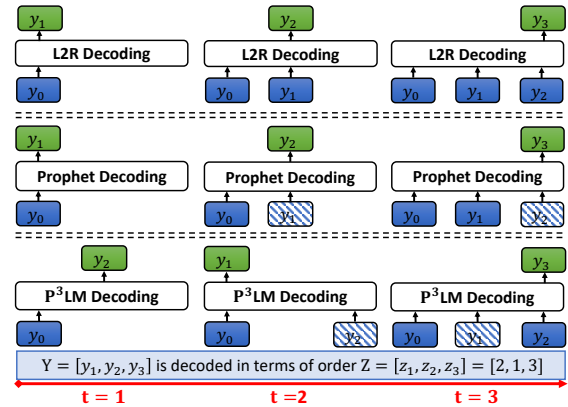 y₁ y₂ y₃
L2R Decoding L2R Decoding L2R Decoding
y₀ y₀ y₁ y₀ y₁ y₂
y₁ y₂ y₃
Prophet Decoding Prophet Decoding Prophet Decoding
y₀ y₀ y₁ y₀ y₁ y₂
y₂ y₁ y₃
P³LM Decoding P³LM Decoding P³LM Decoding
y₀ y₀ y₂ y₀ y₁ y₂
Y = [y₁, y₂, y₃] is decoded in terms of order Z = [z₁, z₂, z₃] = [2, 1, 3]
t = 1 t =2 t = 3